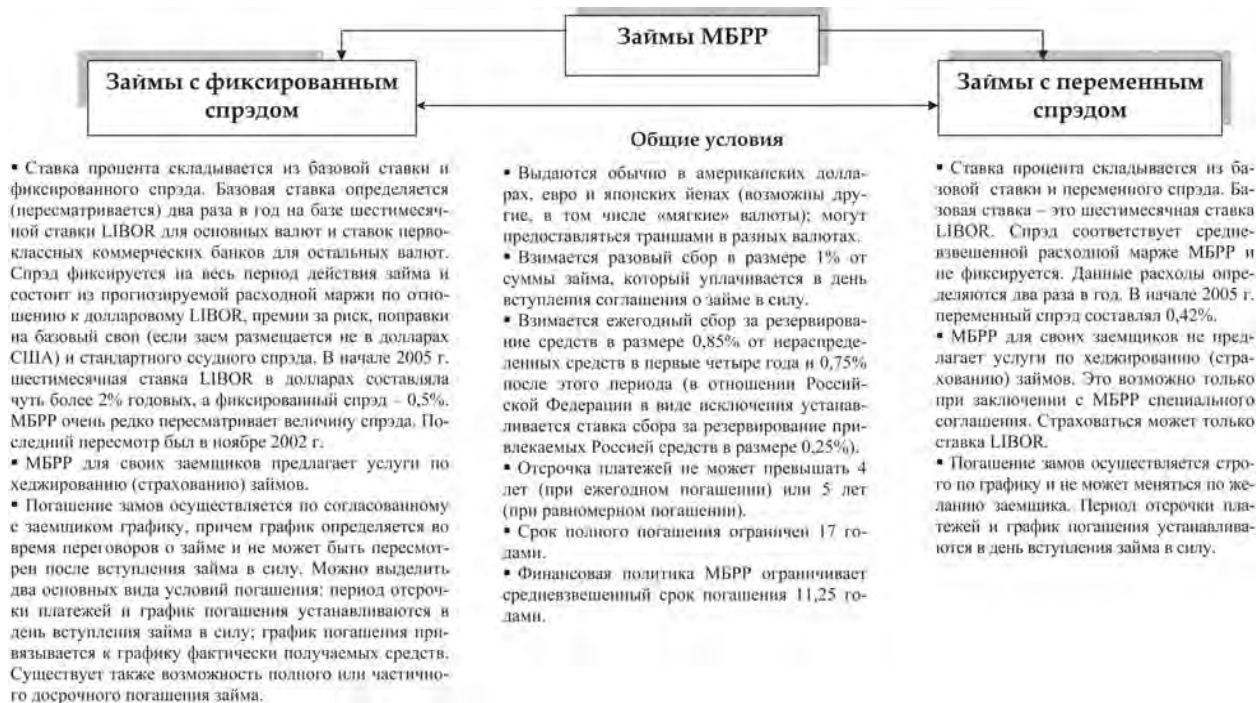 Займы МБРР
Займы с фиксированным
спрэдом
Займы с переменным
спрэдом
Общие условия
▪ Ставка процента складывается из базовой ставки и
фиксированного спрэда. Базовая ставка определяется
(пересматривается) два раза в год на базе шестимесяч-
ной ставки LIBOR для основных валют и ставок перво-
классных коммерческих банков для остальных валют.
Спрэд фиксируется на весь период действия займа и
состоит из прогнозируемой расходной маржи по отно-
шению к долларовому LIBOR, премии за риск, поправки
на базовый своп (если заем размещается не в долларах
США) и стандартного ссудного спрэда. В начале 2005 г.
шестимесячная ставка LIBOR в долларах составляла
чуть более 2% годовых, а фиксированный спрэд – 0,5%.
МБРР очень редко пересматривает величину спрэда. По-
следний пересмотр был в ноябре 2002 г.
▪ МБРР для своих заемщиков предлагает услуги по
хеджированию (страхованию) займов.
▪ Погашение замов осуществляется по согласованному
с заемщиком графику, причем график определяется во
время переговоров о займе и не может быть пересмот-
рен после вступления займа в силу. Можно выделить
два основных вида условий погашения: период отсроч-
ки платежей и график погашения устанавливаются в
день вступления займа в силу; график погашения при-
вязывается к графику фактически получаемых средств.
Существует также возможность полного или частично-
го досрочного погашения займа.
▪ Выдаются обычно в американских долла-
рах, евро и японских йенах (возможны дру-
гие, в том числе «мягкие» валюты); могут
предоставляться траншами в разных валютах.
▪ Взимается разовый сбор в размере 1% от
суммы займа, который уплачивается в день
вступления соглашения о займе в силу.
▪ Взимается ежегодный сбор за резервирова-
ние средств в размере 0,85% от нераспреде-
ленных средств в первые четыре года и 0,75%
после этого периода (в отношении Россий-
ской Федерации в виде исключения устанав-
ливается ставка сбора за резервирование при-
влекаемых Россией средств в размере 0,25%).
▪ Отсрочка платежей не может превышать 4
лет (при ежегодном погашении) или 5 лет
(при равномерном погашении).
▪ Срок полного погашения ограничен 17 го-
дами.
▪ Финансовая политика МБРР ограничивает
средневзвешенный срок погашения 11,25 го-
дами.
▪ Ставка процента складывается из ба-
зовой ставки и переменного спрэда. Ба-
зовая ставка – это шестимесячная ставка
LIBOR. Спрэд соответствует средне-
взвешенной расходной марже МБРР и
не фиксируется. Данные расходы опре-
деляются два раза в год. В начале 2005 г.
переменный спрэд составлял 0,42%.
▪ МБРР для своих заемщиков не пред-
лагает услуги по хеджированию (стра-
хованию) займов. Это возможно только
при заключении с МБРР специального
соглашения. Страховаться может только
ставка LIBOR.
▪ Погашение замов осуществляется стро-
го по графику и не может меняться по же-
ланию заемщика. Период отсрочки пла-
тежей и график погашения устанавлива-
ются в день вступления займа в силу.